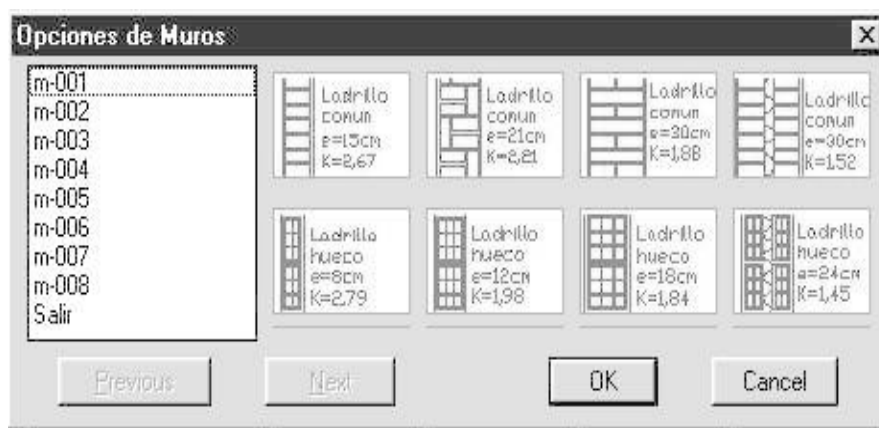 Opciones de Muros
m-001
m-002
m-003
m-004
m-005
m-006
m-007
m-008
Salir
Ladrillo
comun
e=15cm
K=2,67
Ladrillo
comun
e=21cm
K=2,21
Ladrillo
comun
e=30cm
K=1,88
Ladrillo
comun
e=30cm
K=1,52
Ladrillo
hueco
e=8cm
K=2,79
Ladrillo
hueco
e=12cm
K=1,98
Ladrillo
hueco
e=18cm
K=1,84
Ladrillo
hueco
e=24cm
K=1,45
Previous
Next
OK
Cancel